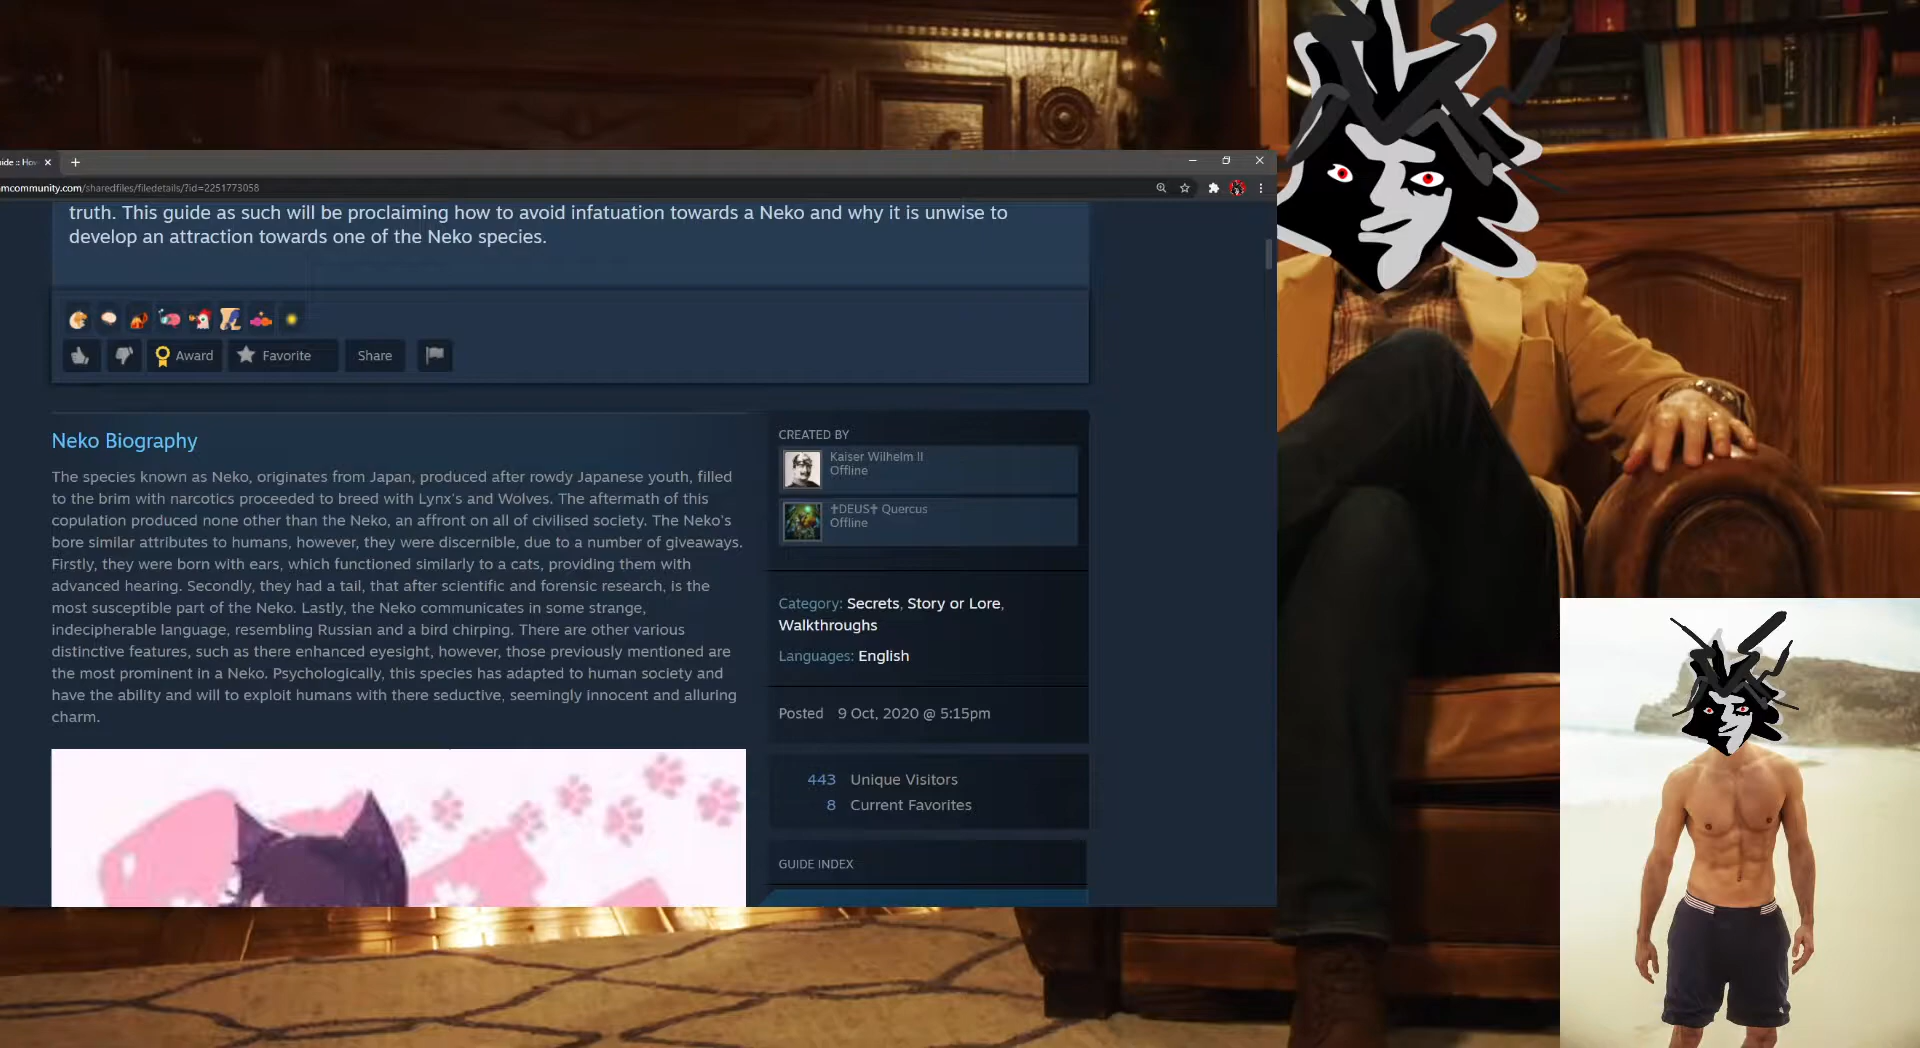 ide :: Hov
amcommunity.com/sharedfiles/filedetails/?id=2251773058
truth. This guide as such will be proclaiming how to avoid infatuation towards a Neko and why it is unwise to
develop an attraction towards one of the Neko species.
Award
Favorite
Share
Neko Biography
The species known as Neko, originates from Japan, produced after rowdy Japanese youth, filled
to the brim with narcotics proceeded to breed with Lynx's and Wolves. The aftermath of this
copulation produced none other than the Neko, an affront on all of civilised society. The Neko's
bore similar attributes to humans, however, they were discernible, due to a number of giveaways.
Firstly, they were born with ears, which functioned similarly to a cats, providing them with
advanced hearing. Secondly, they had a tail, that after scientific and forensic research, is the
most susceptible part of the Neko. Lastly, the Neko communicates in some strange,
indecipherable language, resembling Russian and a bird chirping. There are other various
distinctive features, such as there enhanced eyesight, however, those previously mentioned are
the most prominent in a Neko. Psychologically, this species has adapted to human society and
have the ability and will to exploit humans with there seductive, seemingly innocent and alluring
charm.
CREATED BY
Kaiser Wilhelm II
Offline
✝DEUS✝ Quercus
Offline
Category: Secrets, Story or Lore,
Walkthroughs
Languages: English
Posted 9 Oct, 2020 @ 5:15pm
443 Unique Visitors
8 Current Favorites
GUIDE INDEX